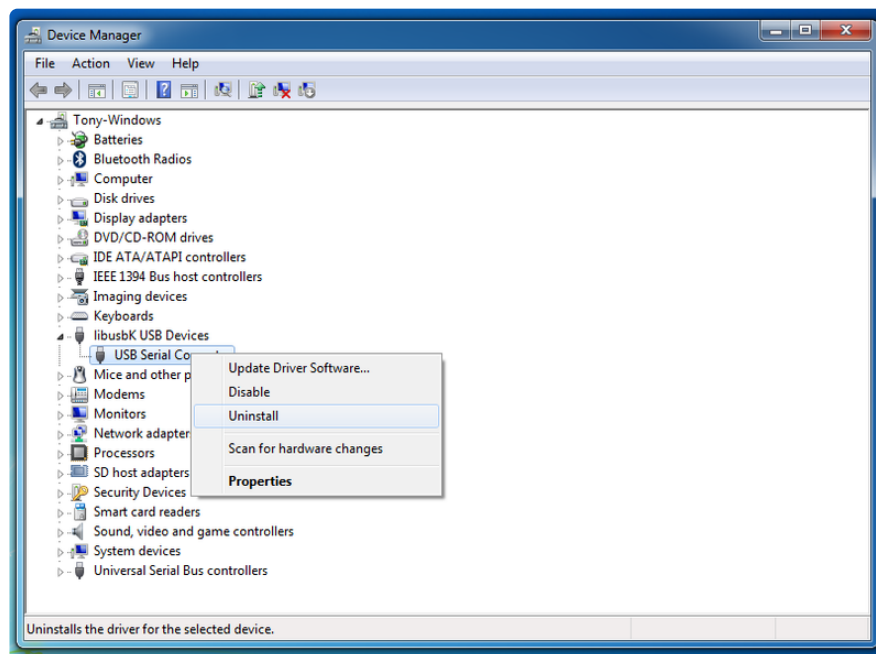 Device Manager
File Action View Help
Tony-Windows
Batteries
Bluetooth Radios
Computer
Disk drives
Display adapters
DVD/CD-ROM drives
IDE ATA/ATAPI controllers
IEEE 1394 Bus host controllers
Imaging devices
Keyboards
libusbK USB Devices
USB Serial
Mice and other
Modems
Monitors
Network
Processors
SD host adapters
Security Devices
Smart card readers
Sound, video and game controllers
System devices
Universal Serial Bus controllers
Update Driver Software...
Disable
Uninstall
Scan for hardware changes
Properties
Uninstalls the driver for the selected device.